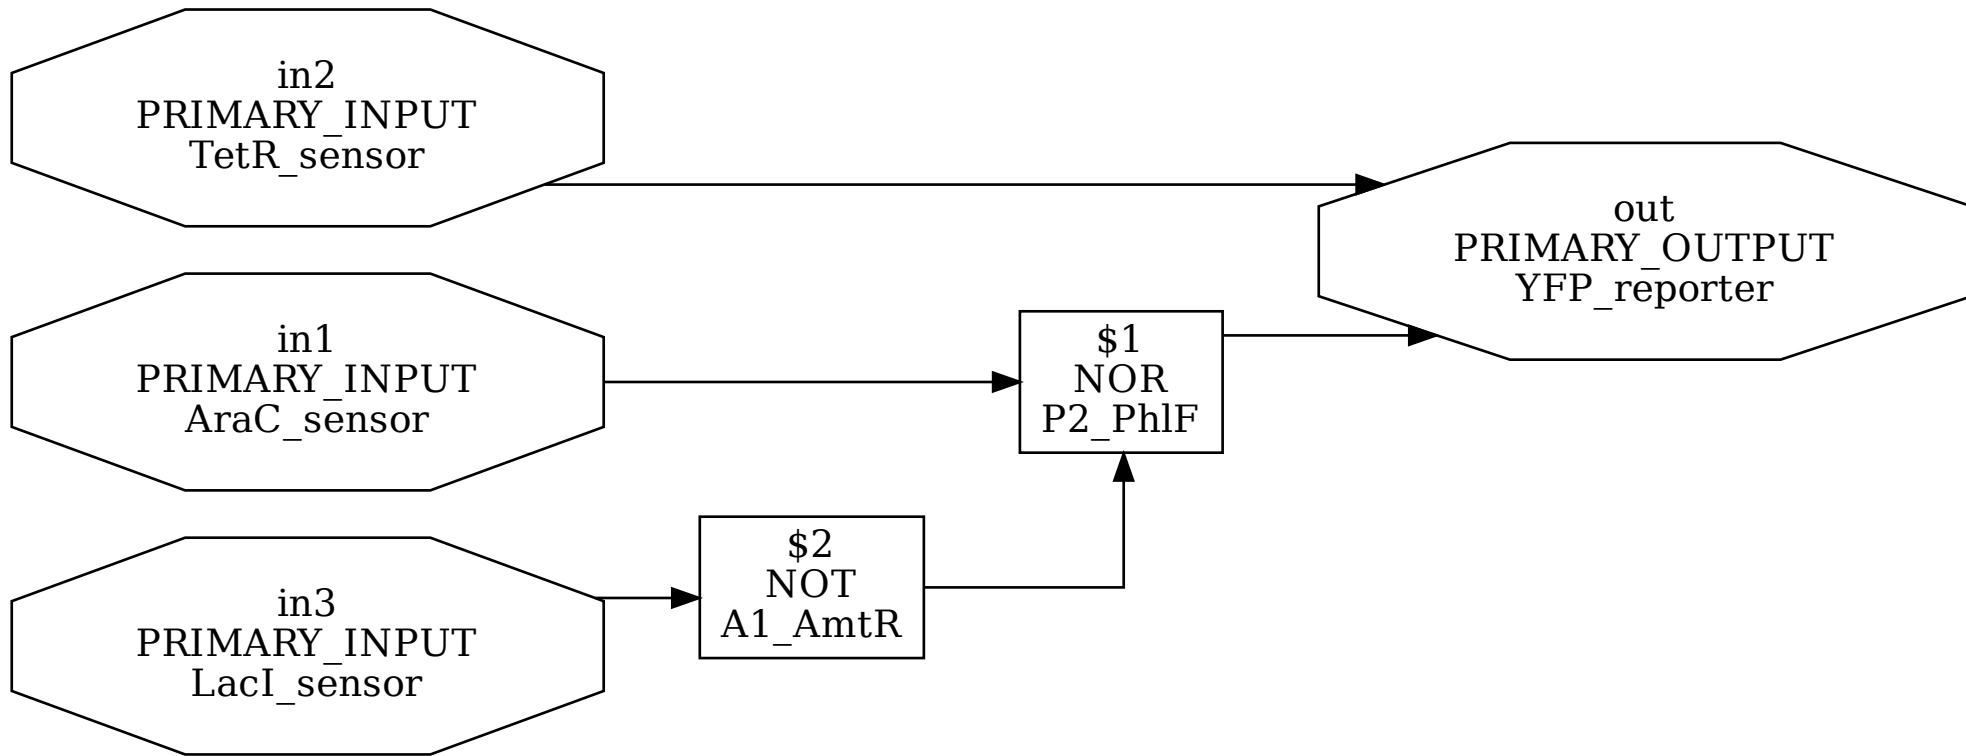 in2
PRIMARY_INPUT
TetR_sensor
out
PRIMARY_OUTPUT
YFP_reporter
in1
PRIMARY_INPUT
AraC_sensor
$1
NOR
P2_PhlF
in3
PRIMARY_INPUT
LacI_sensor
$2
NOT
A1_AmtR